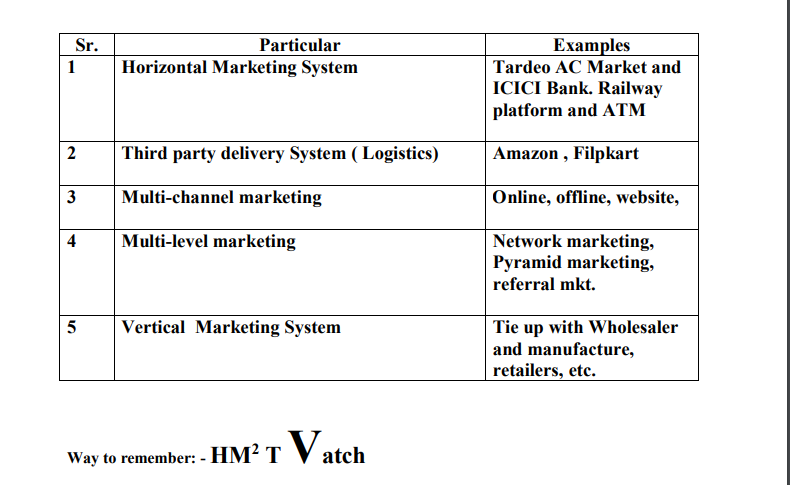 Sr. Particular Examples
1 Horizontal Marketing System Tardeo AC Market and
ICICI Bank. Railway
platform and ATM
2 Third party delivery System ( Logistics) Amazon , Filpkart
3 Multi-channel marketing Online, offline, website,
4 Multi-level marketing Network marketing,
Pyramid marketing,
referral mkt.
5 Vertical Marketing System Tie up with Wholesaler
and manufacture,
retailers, etc.
Way to remember: - HM² T Vatch